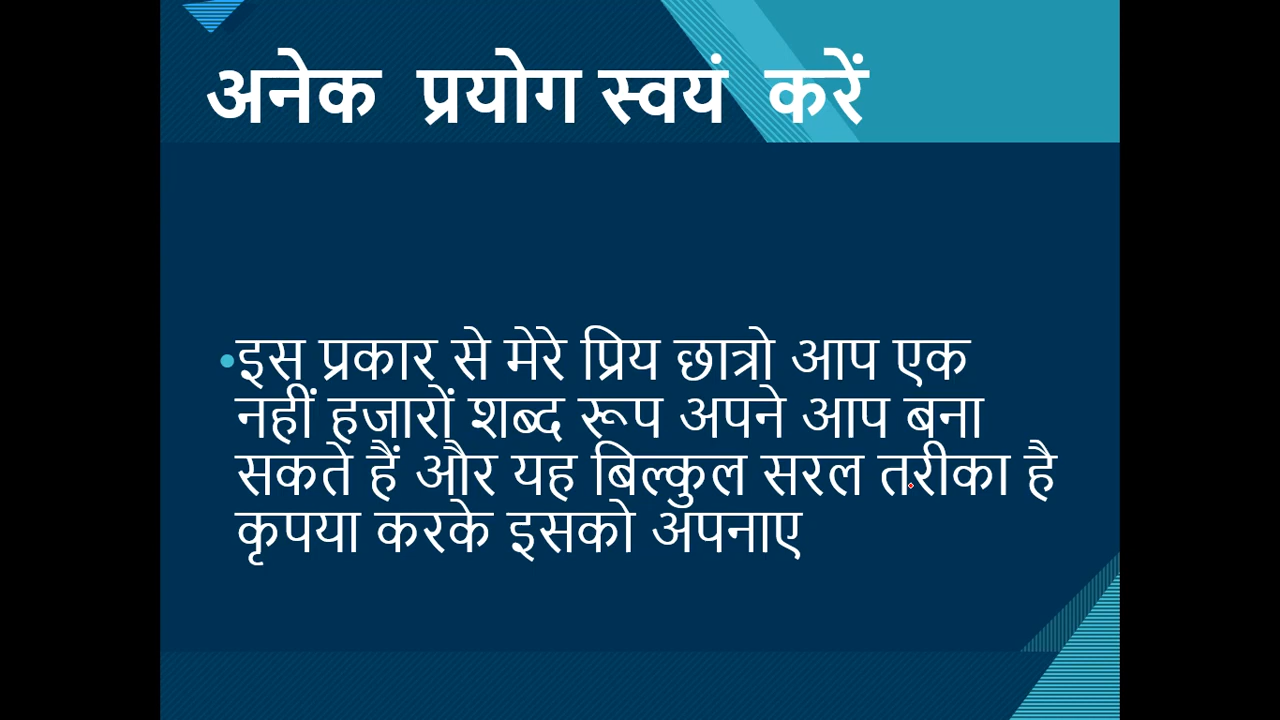 अनेक प्रयोग स्वयं करें
•इस प्रकार से मेरे प्रिय छात्रो आप एक
नहीं हजारों शब्द रूप अपने आप बना
सकते हैं और यह बिल्कुल सरल तरीका है
कृपया करके इसको अपनाए